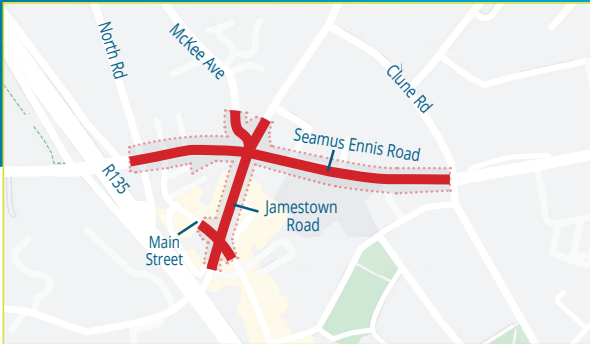 North Rd
McKee Ave
Clune Rd
Seamus Ennis Road
R135
Jamestown
Road
Main
Street